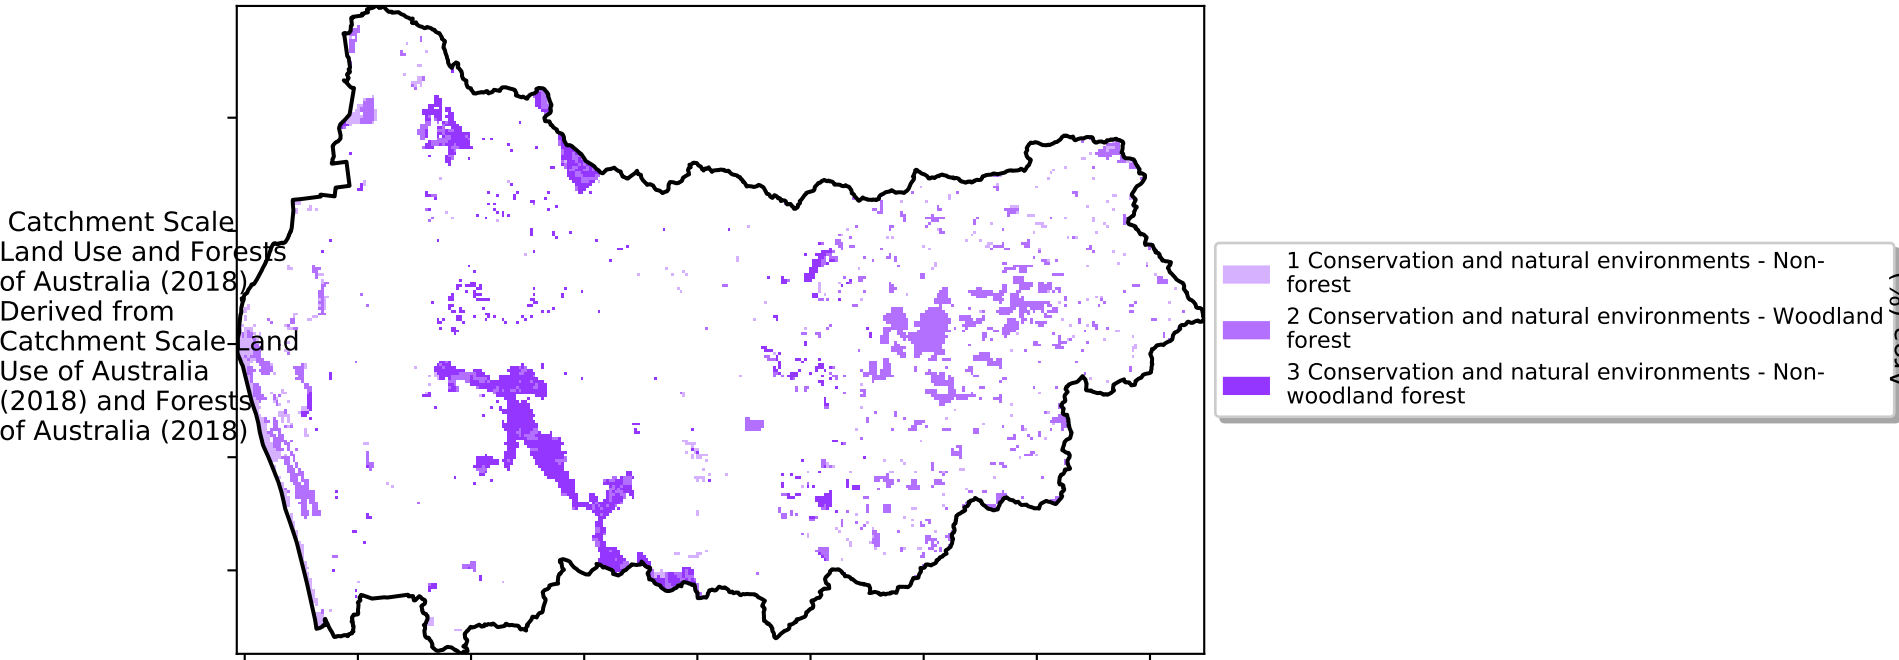 Catchment Scale
Land Use and Forests
of Australia (2018)
Derived from
Catchment Scale Land
Use of Australia
(2018) and Forests
of Australia (2018)
1 Conservation and natural environments - Non-
forest
2 Conservation and natural environments - Woodland
forest
3 Conservation and natural environments - Non-
woodland forest